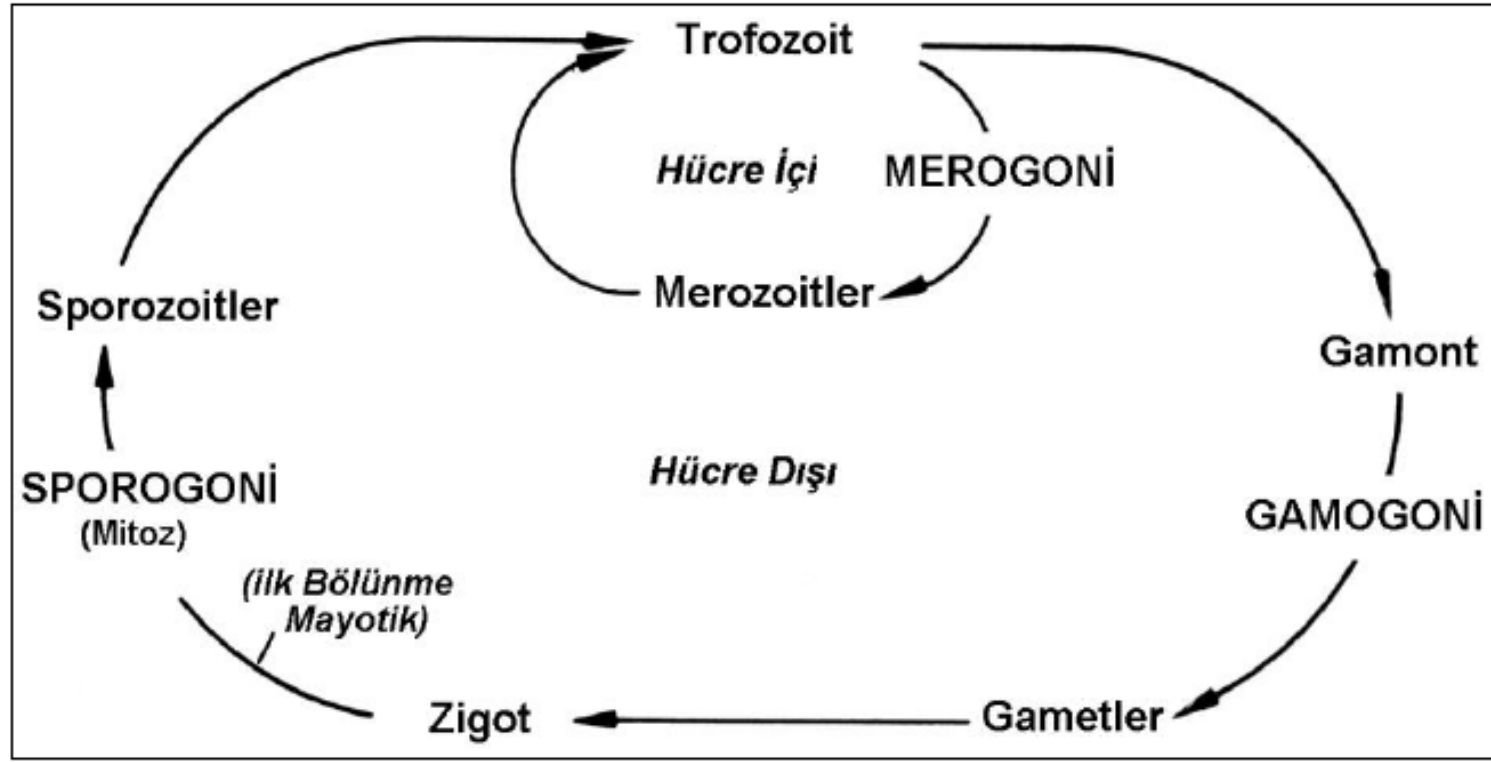 Trofozoit
Hücre İçi
MEROGONİ
Merozoitler
Sporozoitler
Gamont
Hücre Dışı
SPOROGONİ
(Mitoz)
GAMOGONİ
(ilk Bölünme
Mayotik)
Zigot
Gametler